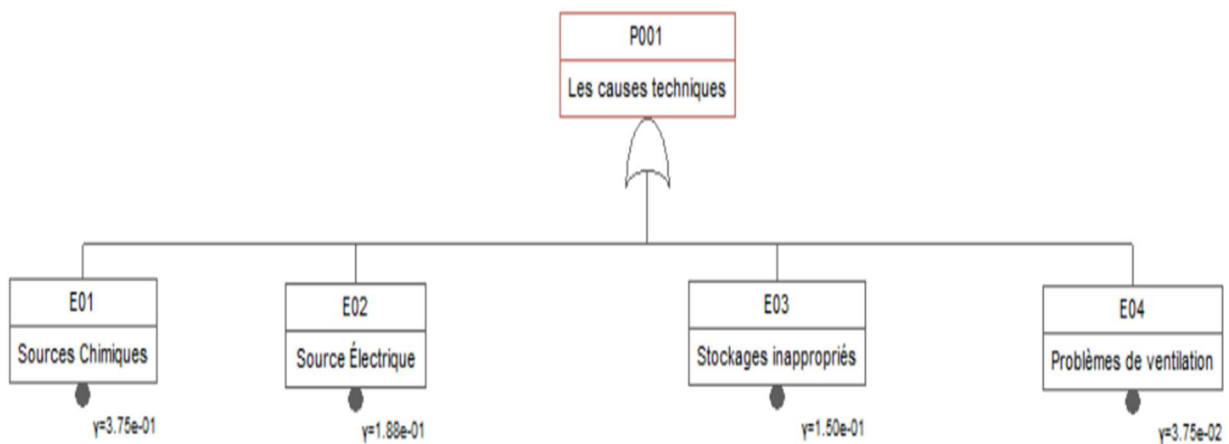 P001
Les causes techniques
E01
Sources Chimiques
γ=3.75e-01
E02
Source Électrique
γ=1.88e-01
E03
Stockages inappropriés
γ=1.50e-01
E04
Problèmes de ventilation
γ=3.75e-02